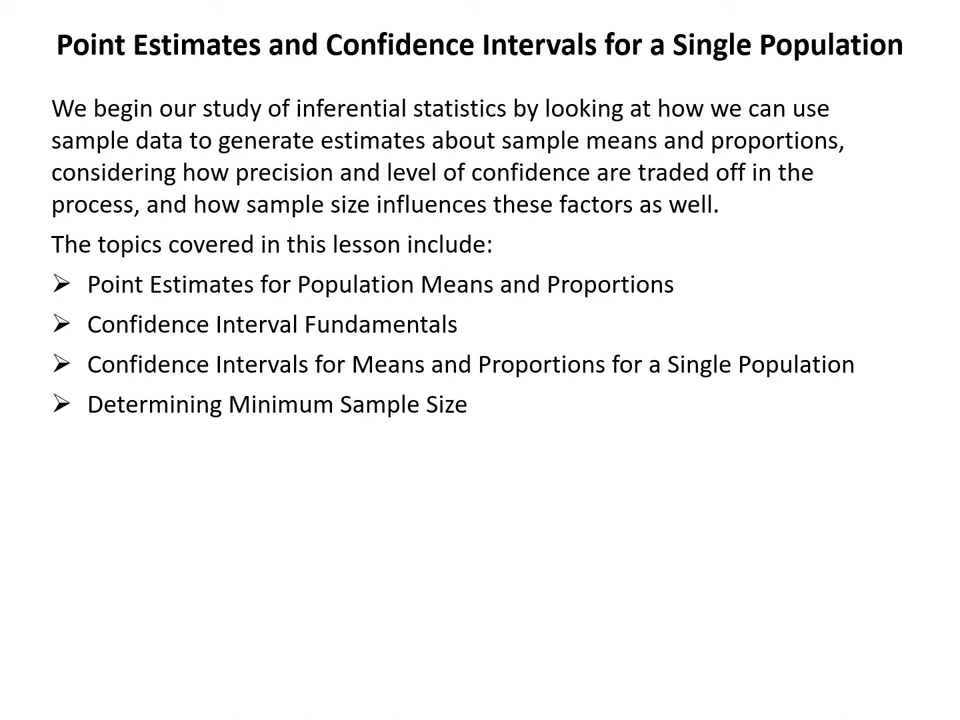 Point Estimates and Confidence Intervals for a Single Population
We begin our study of inferential statistics by looking at how we can use
sample data to generate estimates about sample means and proportions,
considering how precision and level of confidence are traded off in the
process, and how sample size influences these factors as well.
The topics covered in this lesson include:
➢ Point Estimates for Population Means and Proportions
➢ Confidence Interval Fundamentals
➢ Confidence Intervals for Means and Proportions for a Single Population
➢ Determining Minimum Sample Size